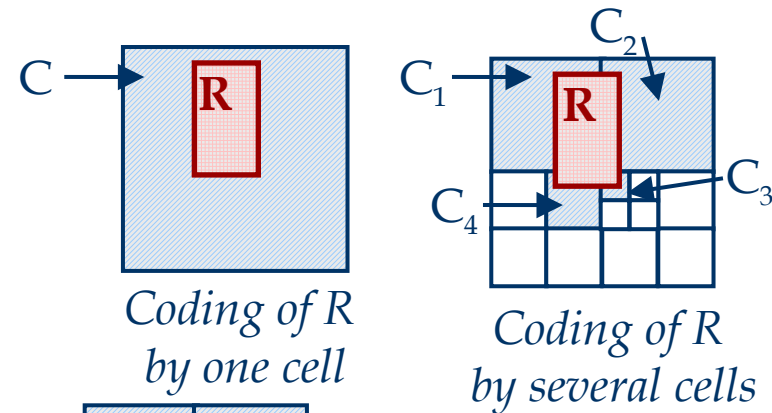 C
R
Coding of R
by one cell
C₁
C₂
R
C₃
C₄
Coding of R
by several cells